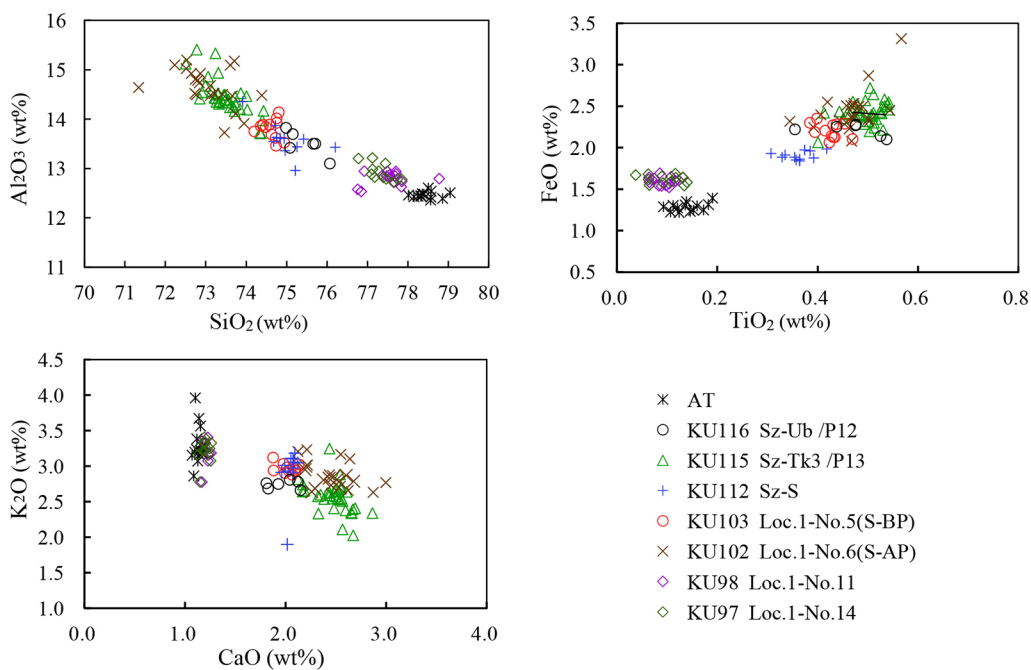 16
15
14
13
12
11
Al2O3 (wt%)
70 71 72 73 74 75 76 77 78 79 80
SiO2 (wt%)
3.5
3.0
2.5
2.0
1.5
1.0
0.5
FeO (wt%)
0.0 0.2 0.4 0.6 0.8
TiO2 (wt%)
4.5
4.0
3.5
3.0
2.5
2.0
1.5
1.0
K2O (wt%)
0.0 1.0 2.0 3.0 4.0
CaO (wt%)
AT
KU116 Sz-Ub /P12
KU115 Sz-Tk3 /P13
KU112 Sz-S
KU103 Loc.1-No.5(S-BP)
KU102 Loc.1-No.6(S-AP)
KU98 Loc.1-No.11
KU97 Loc.1-No.14